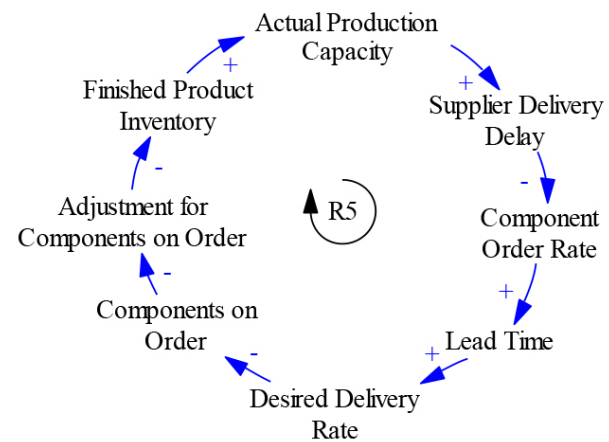 Actual Production
Capacity
+
Supplier Delivery
Delay
-
Component
Order Rate
+
Lead Time
+
Desired Delivery
Rate
-
Components on
Order
-
Adjustment for
Components on Order
-
Finished Product
Inventory
+
R5